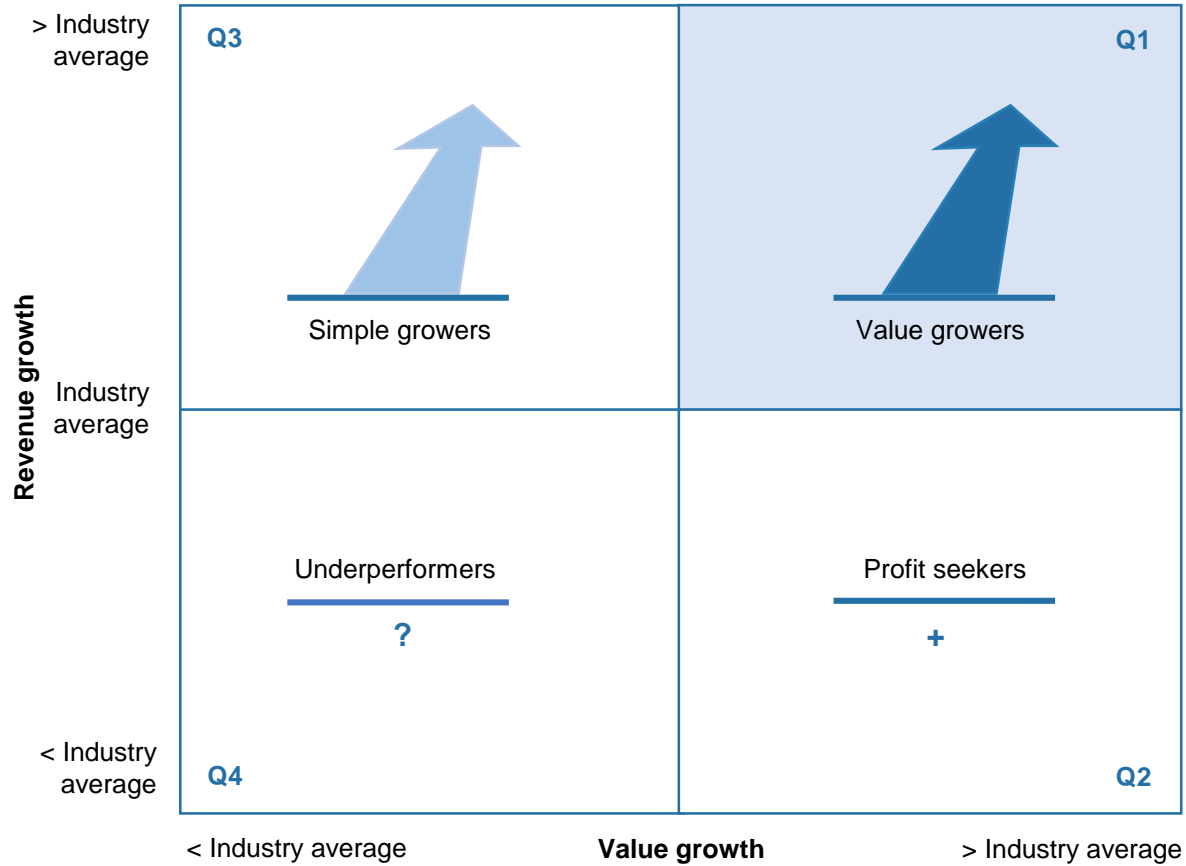 > Industry
average
Q3
Q1
Simple growers
Value growers
Revenue growth
Industry
average
Underperformers
?
Profit seekers
+
< Industry
average
Q4
Q2
< Industry average
Value growth
> Industry average